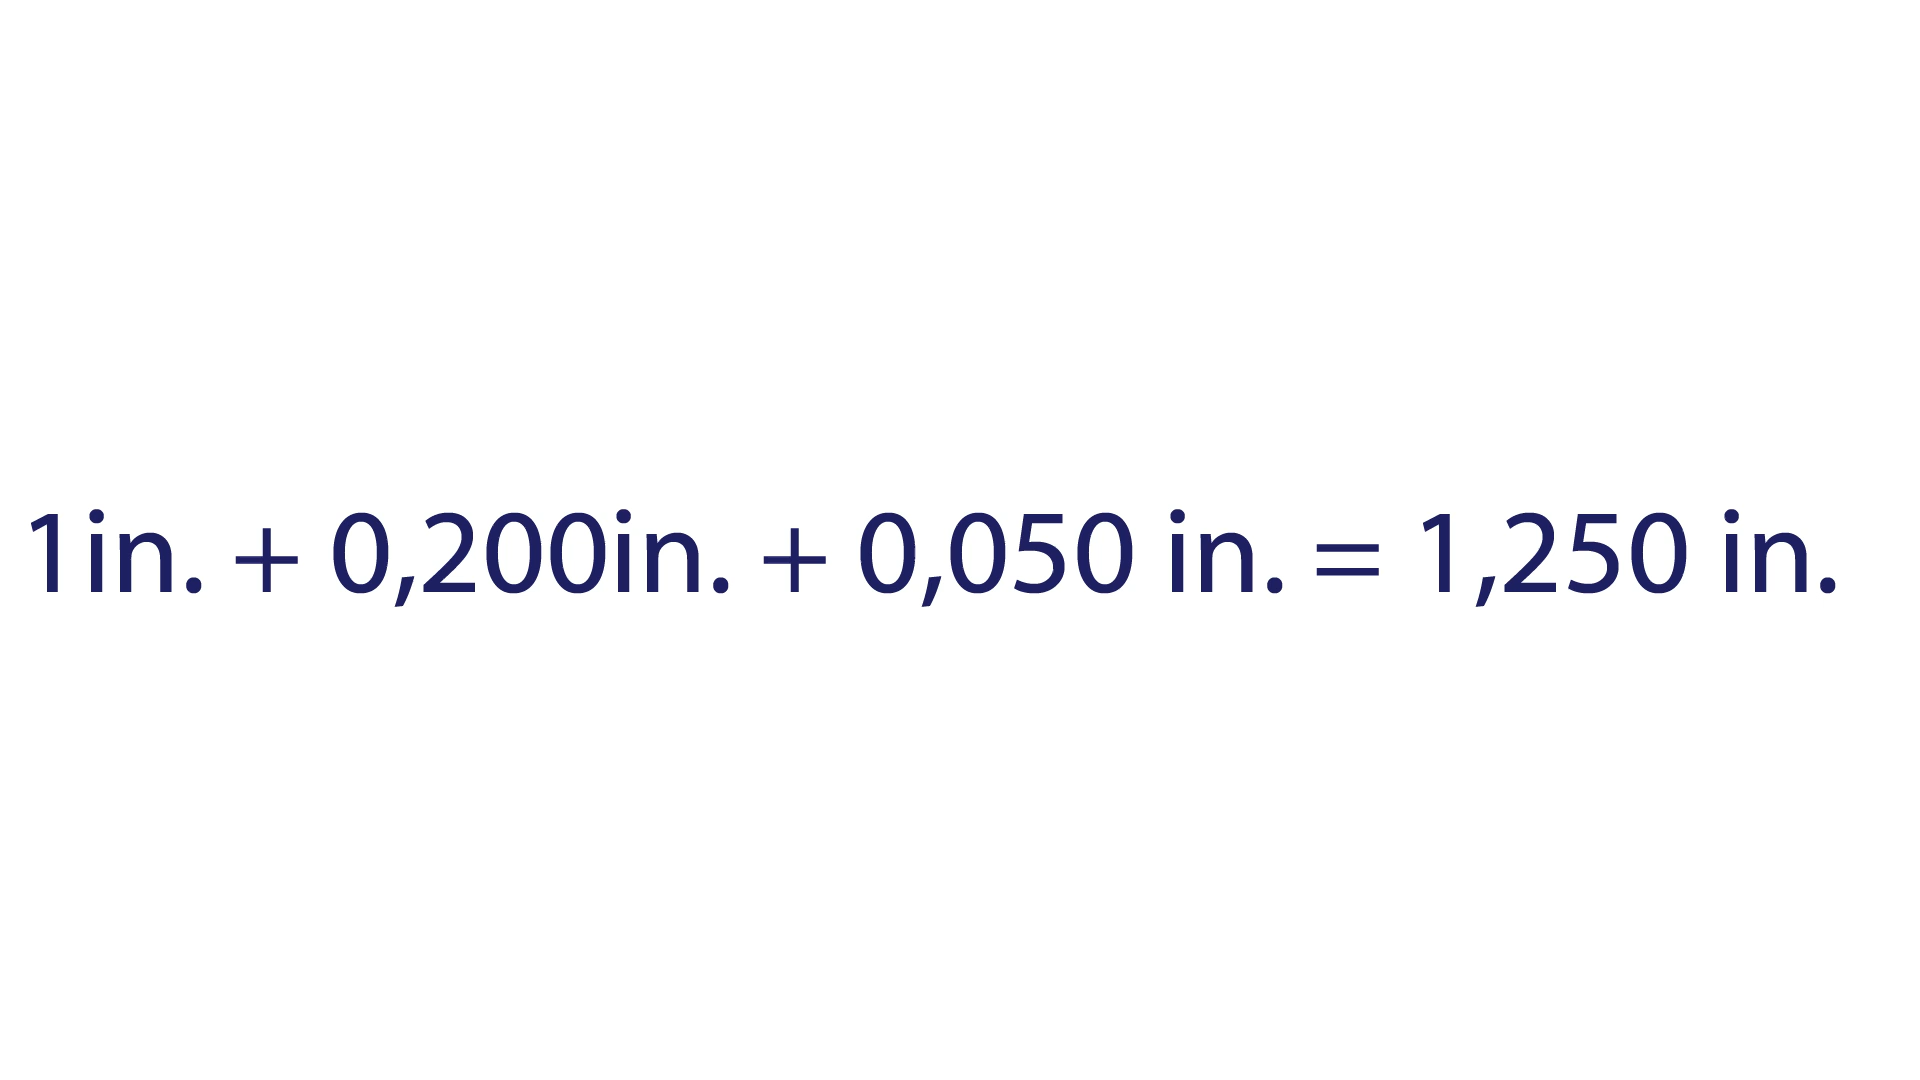 1in. + 0,200in. + 0,050 in. = 1,250 in.